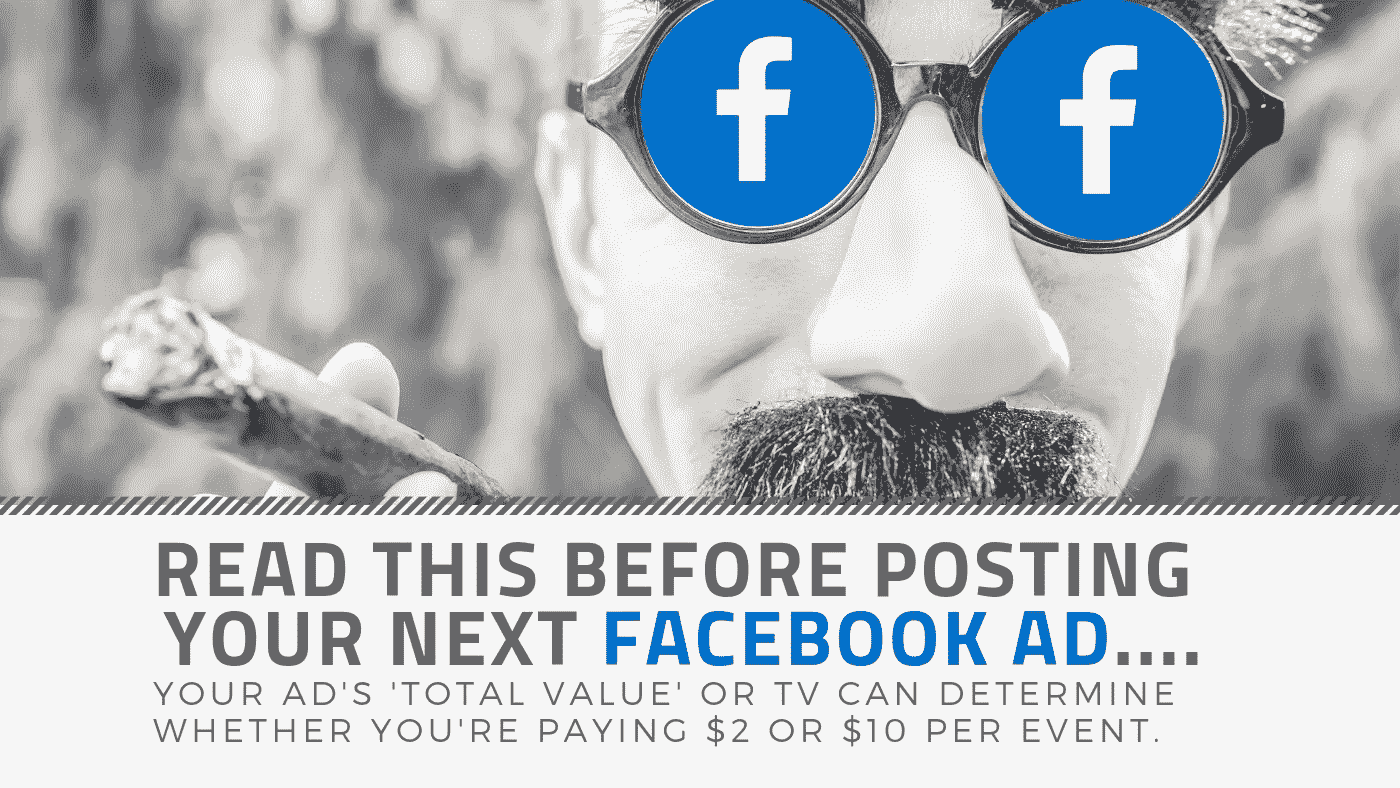 f f
READ THIS BEFORE POSTING
YOUR NEXT FACEBOOK AD....
YOUR AD'S 'TOTAL VALUE' OR TV CAN DETERMINE
WHETHER YOU'RE PAYING $2 OR $10 PER EVENT.